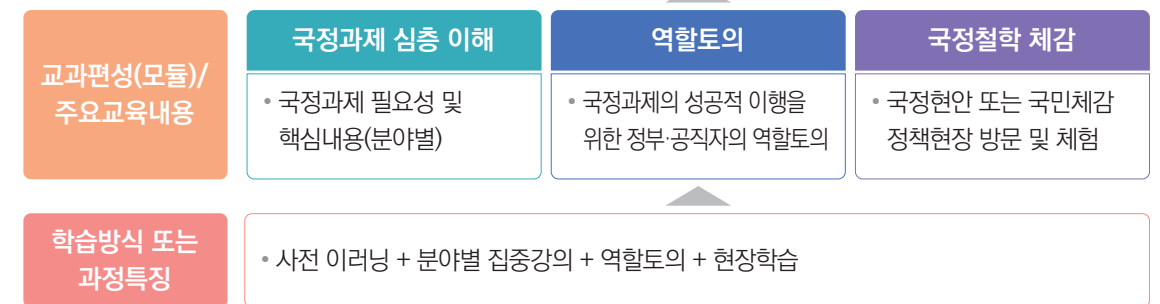 교과편성(모듈)/
주요교육내용
국정과제 심층 이해
• 국정과제 필요성 및
핵심내용(분야별)
역할토의
• 국정과제의 성공적 이행을
위한 정부·공직자의 역할토의
국정철학 체감
• 국정현안 또는 국민체감
정책현장 방문 및 체험
학습방식 또는
과정특징
• 사전 이러닝 + 분야별 집중강의 + 역할토의 + 현장학습